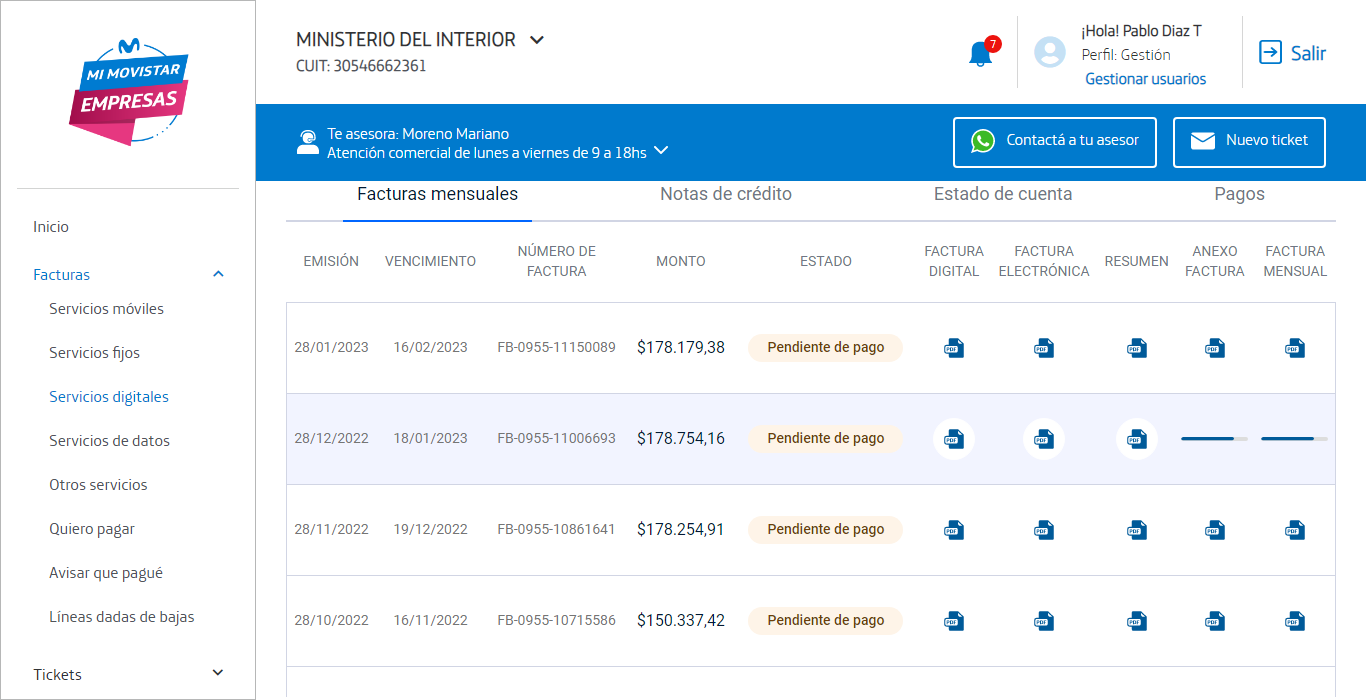 MI MOVISTAR
EMPRESAS
Inicio
Facturas
Servicios móviles
Servicios fijos
Servicios digitales
Servicios de datos
Otros servicios
Quiero pagar
Avisar que pagué
Líneas dadas de bajas
Tickets
MINISTERIO DEL INTERIOR
CUIT: 30546662361
7
¡Hola! Pablo Diaz T
Perfil: Gestión
Gestionar usuarios
Salir
Te asesora: Moreno Mariano
Atención comercial de lunes a viernes de 9 a 18hs
Contactá a tu asesor
Nuevo ticket
Facturas mensuales Notas de crédito Estado de cuenta Pagos
EMISIÓN VENCIMIENTO NÚMERO DE FACTURA MONTO ESTADO FACTURA DIGITAL FACTURA ELECTRÓNICA RESUMEN ANEXO FACTURA FACTURA MENSUAL
28/01/2023 16/02/2023 FB-0955-11150089 $178.179,38 Pendiente de pago PDF PDF PDF PDF PDF
28/12/2022 18/01/2023 FB-0955-11006693 $178.754,16 Pendiente de pago PDF PDF PDF
28/11/2022 19/12/2022 FB-0955-10861641 $178.254,91 Pendiente de pago PDF PDF PDF PDF PDF
28/10/2022 16/11/2022 FB-0955-10715586 $150.337,42 Pendiente de pago PDF PDF PDF PDF PDF